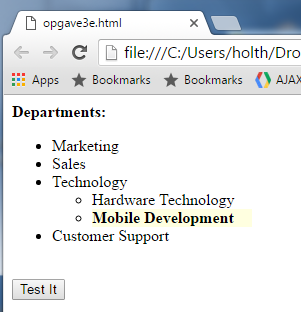 opgave3e.html
file:///C:/Users/holth/Dro
Apps Bookmarks Bookmarks AJAX
Departments:
Marketing
Sales
Technology
Hardware Technology
Mobile Development
Customer Support
Test It